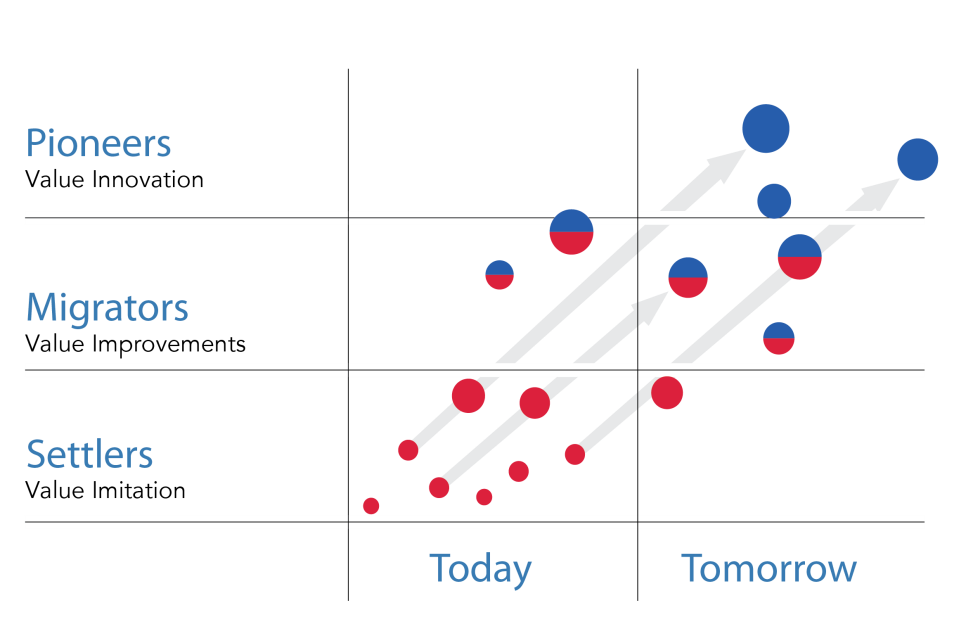 Pioneers
Value Innovation
Migrators
Value Improvements
Settlers
Value Imitation
Today
Tomorrow